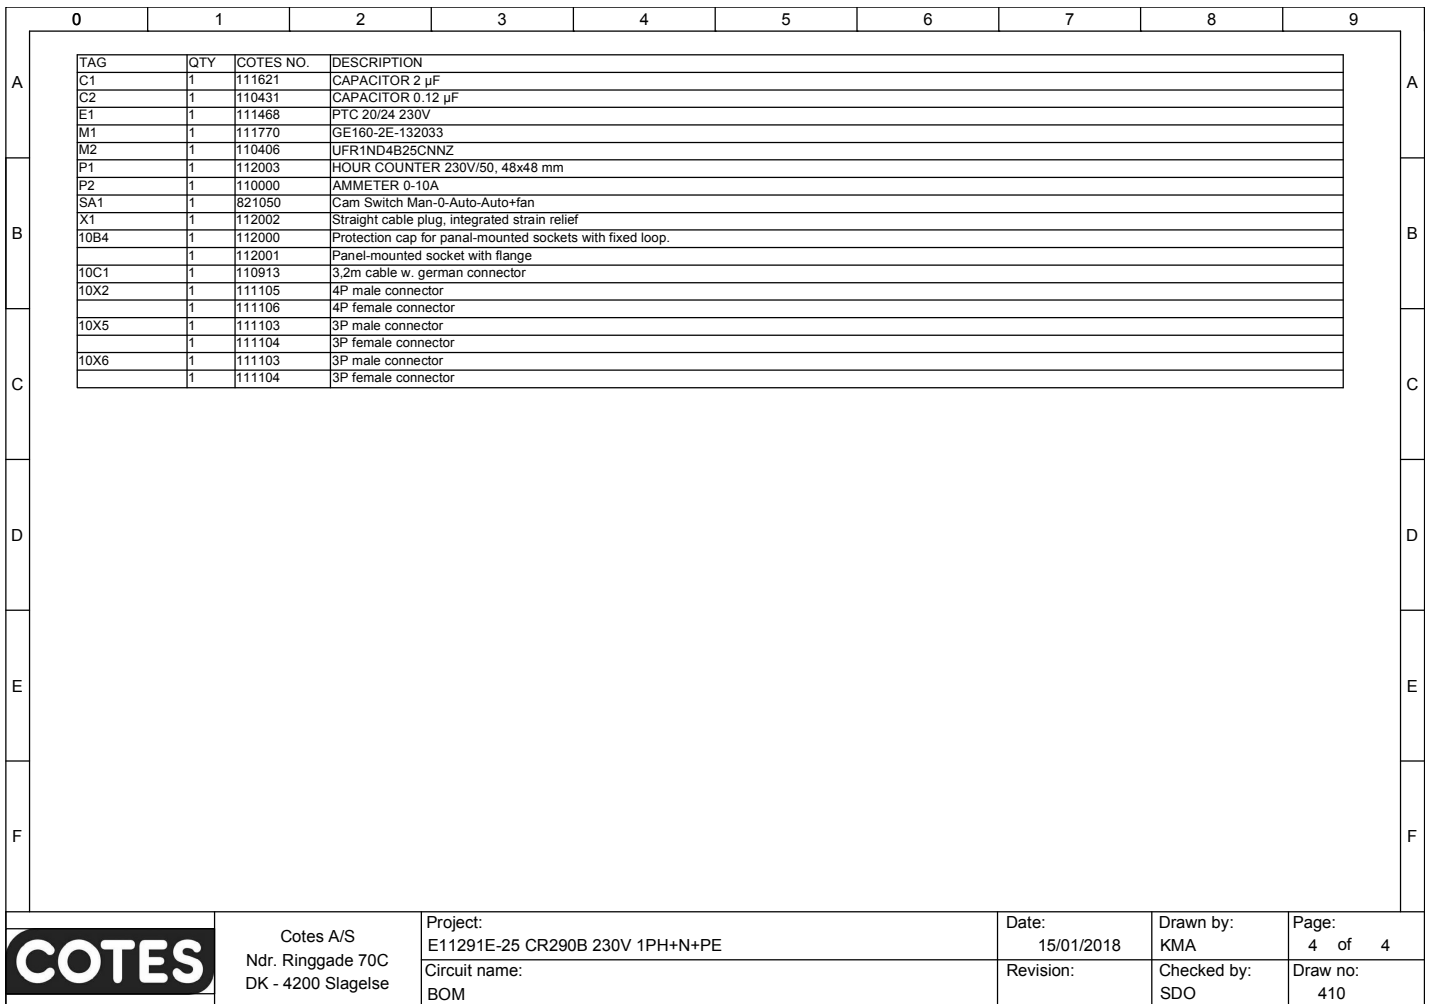 0 1 2 3 4 5 6 7 8 9
A A
B B
C C
D D
E E
F F
TAG QTY COTES NO. DESCRIPTION
C1 1 111621 CAPACITOR 2 µF
C2 1 110431 CAPACITOR 0.12 µF
E1 1 111468 PTC 20/24 230V
M1 1 111770 GE160-2E-132033
M2 1 110406 UFR1ND4B25CNNZ
P1 1 112003 HOUR COUNTER 230V/50, 48x48 mm
P2 1 110000 AMMETER 0-10A
SA1 1 821050 Cam Switch Man-0-Auto-Auto+fan
X1 1 112002 Straight cable plug, integrated strain relief
10B4 1 112000 Protection cap for panal-mounted sockets with fixed loop.
1 112001 Panel-mounted socket with flange
10C1 1 110913 3,2m cable w. german connector
10X2 1 111105 4P male connector
1 111106 4P female connector
10X5 1 111103 3P male connector
1 111104 3P female connector
10X6 1 111103 3P male connector
1 111104 3P female connector
COTES
Cotes A/S
Ndr. Ringgade 70C
DK - 4200 Slagelse
Project:
E11291E-25 CR290B 230V 1PH+N+PE
Circuit name:
BOM
Date:
15/01/2018
Revision:
Drawn by:
KMA
Checked by:
SDO
Page:
4 of 4
Draw no:
410